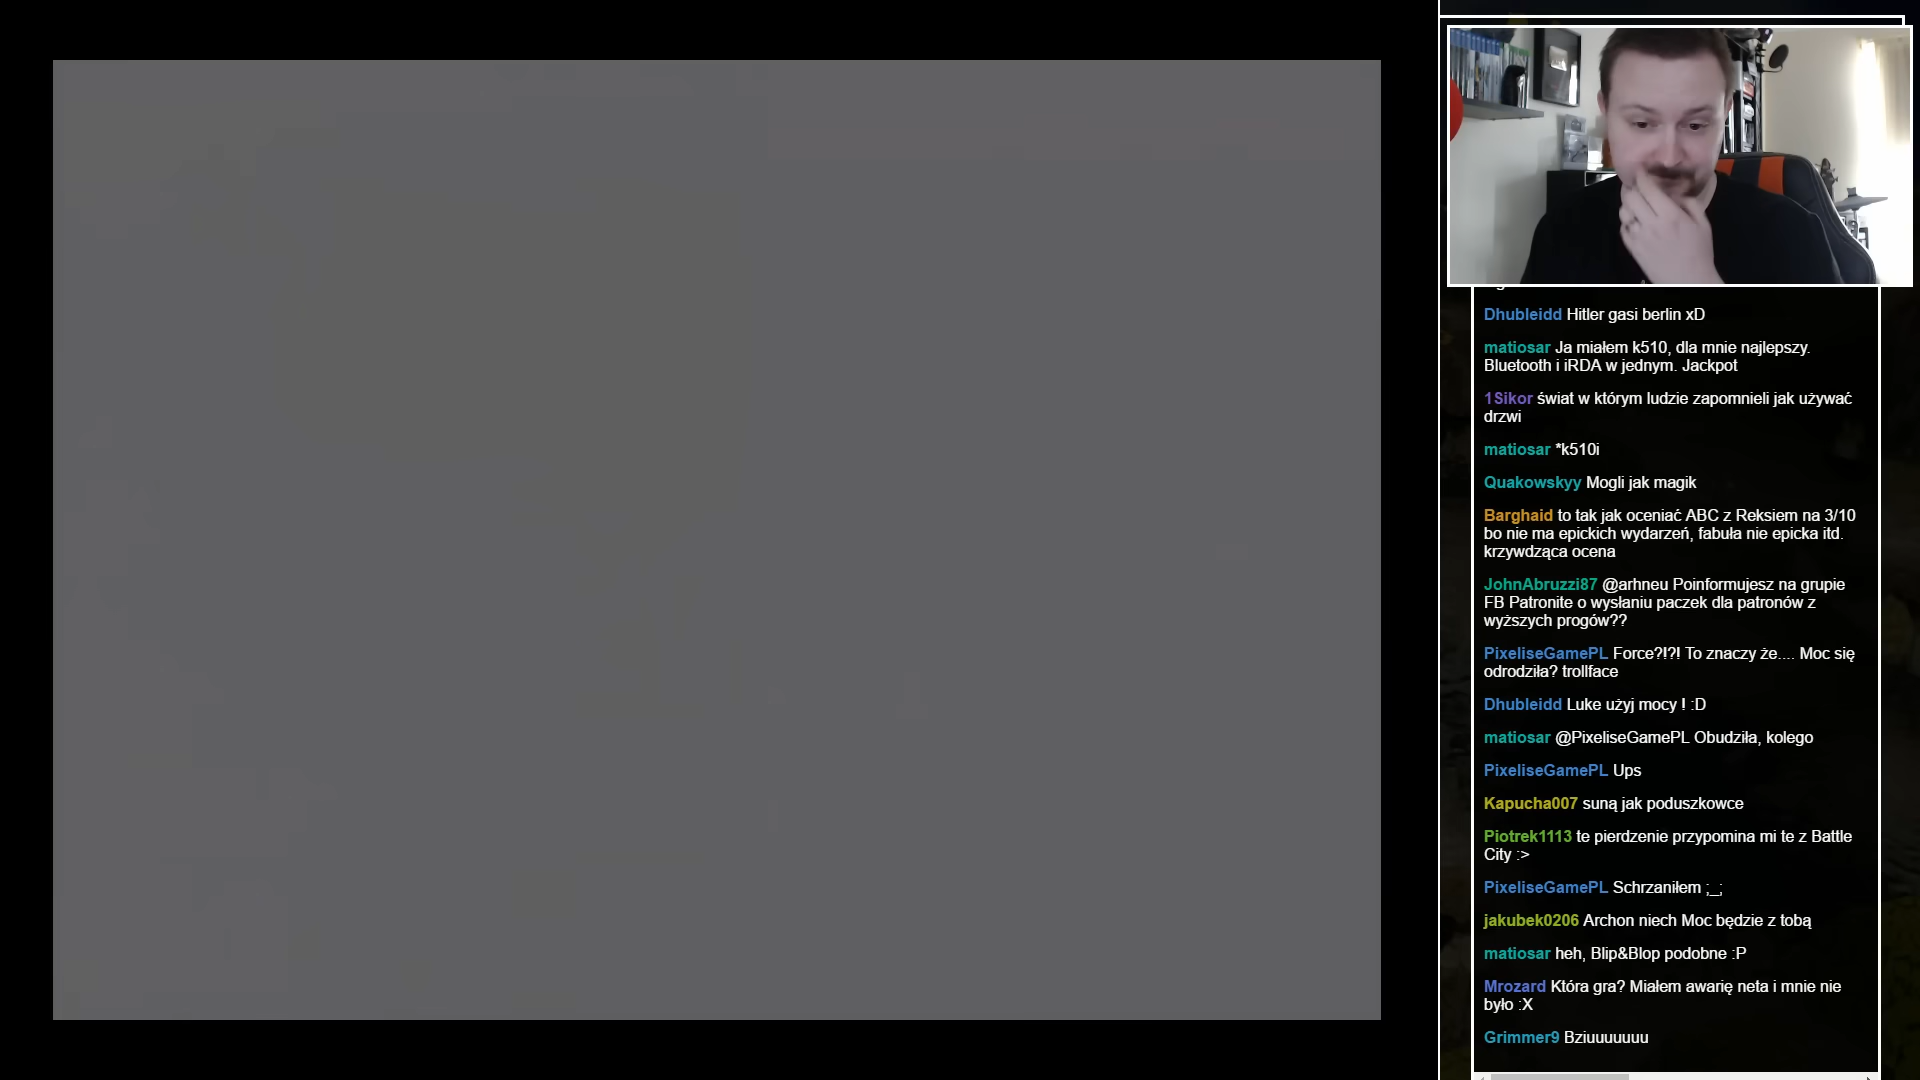 Dhubleidd Hitler gasi berlin xD
matiosar Ja miałem k510, dla mnie najlepszy.
Bluetooth i iRDA w jednym. Jackpot
1Sikor świat w którym ludzie zapomnieli jak używać
drzwi
matiosar *k510i
Quakowskyy Mogli jak magik
Barghaid to tak jak oceniać ABC z Reksiem na 3/10
bo nie ma epickich wydarzeń, fabuła nie epicka itd.
krzywdząca ocena
JohnAbruzzi87 @arhneu Poinformujesz na grupie
FB Patronite o wysłaniu paczek dla patronów z
wyższych progów??
PixeliseGamePL Force?!?! To znaczy że.... Moc się
odrodziła? trollface
Dhubleidd Luke użyj mocy ! :D
matiosar @PixeliseGamePL Obudziła, kolego
PixeliseGamePL Ups
Kapucha007 suną jak poduszkowce
Piotrek1113 te pierdzenie przypomina mi te z Battle
City :>
PixeliseGamePL Schrzaniłem ;_;
jakubek0206 Archon niech Moc będzie z tobą
matiosar heh, Blip&Blop podobne :P
Mrozard Która gra? Miałem awarię neta i mnie nie
było :X
Grimmer9 Bziuuuuuuu